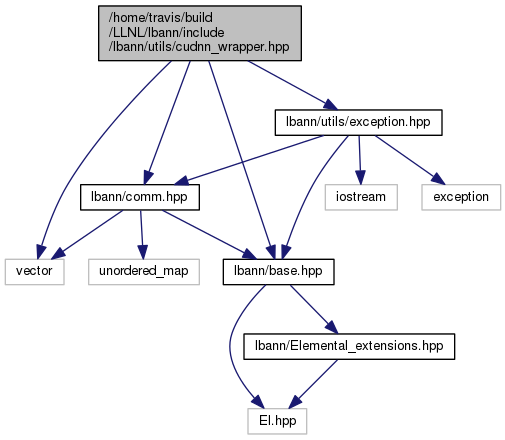 /home/travis/build
/LLNL/lbann/include
/lbann/utils/cudnn_wrapper.hpp
lbann/utils/exception.hpp
lbann/comm.hpp
iostream
exception
vector
unordered_map
lbann/base.hpp
lbann/Elemental_extensions.hpp
El.hpp